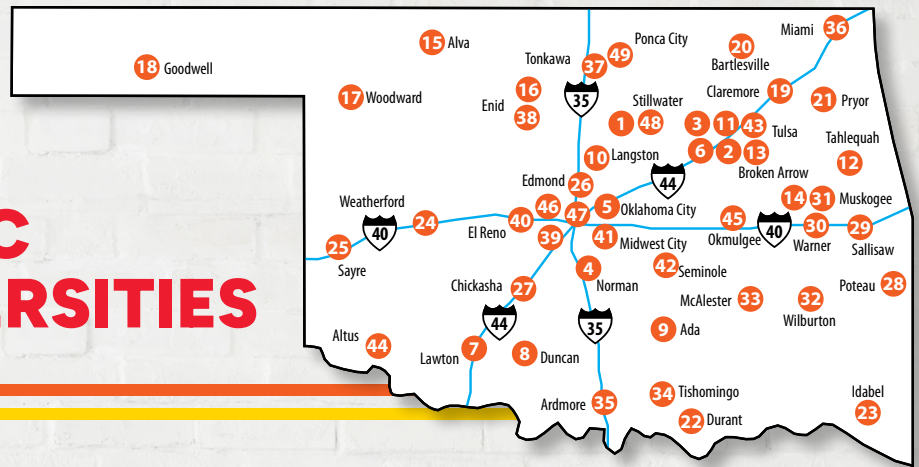 C
ERSITIES
36
Miami
15
Alva
Ponca City
49
20
Bartlesville
Tonkawa
37
18
Goodwell
17
Woodward
16
Enid
38
35
Claremore
19
21
Pryor
Stillwater
1
48
3
11
43
Tulsa
6
2
13
Broken Arrow
Tahlequah
12
10
Langston
44
Edmond
26
14
31
Muskogee
Weatherford
40
24
46
47
5
Oklahoma City
El Reno
40
45
Okmulgee
40
30
Warner
29
Sallisaw
25
Sayre
39
41
Midwest City
4
Norman
42
Seminole
Chickasha
27
McAlester
33
32
Wilburton
Poteau
28
44
35
9
Ada
Altus
44
Lawton
7
8
Duncan
Ardmore
35
34
Tishomingo
22
Durant
Idabel
23